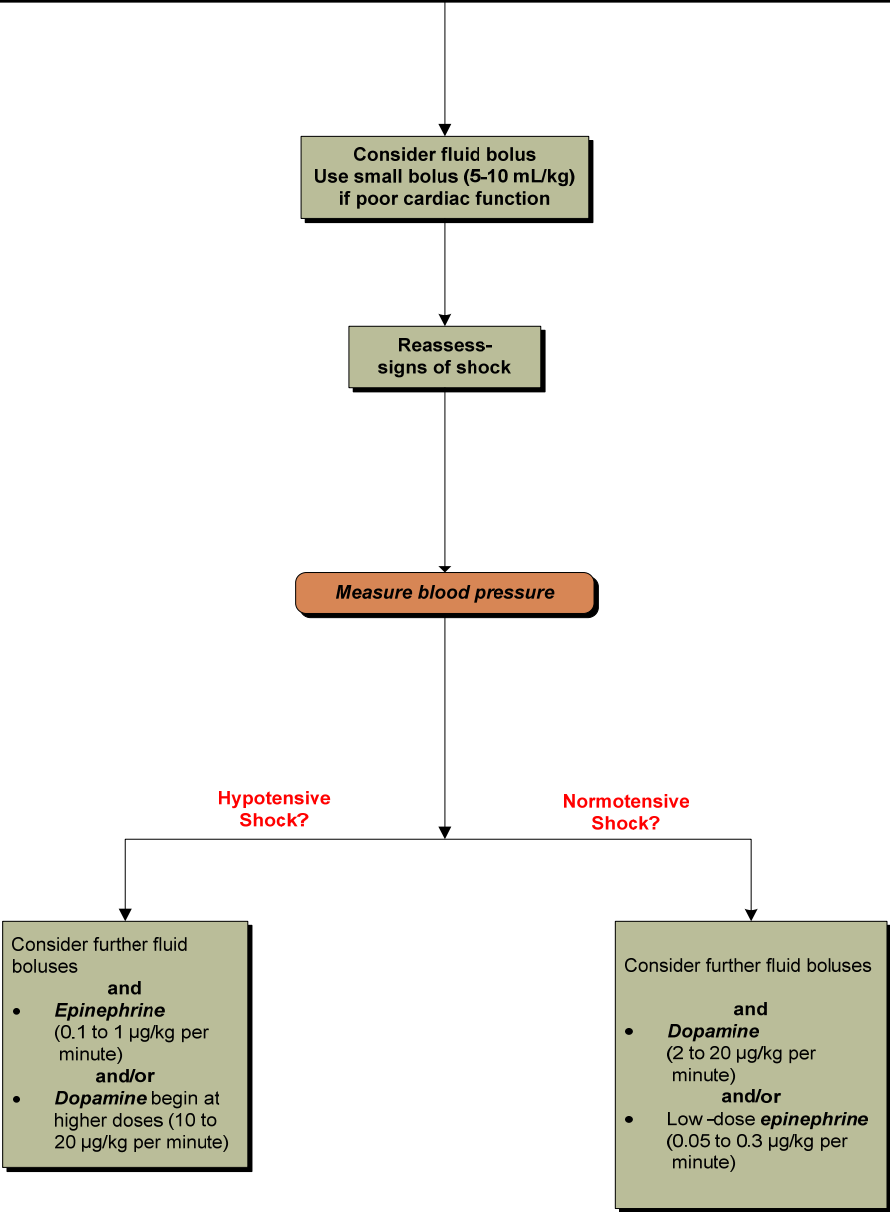 Consider fluid bolus
Use small bolus (5-10 mL/kg)
if poor cardiac function
Reassess-
signs of shock
Measure blood pressure
Hypotensive
Shock?
Normotensive
Shock?
Consider further fluid
boluses
and
• Epinephrine
(0.1 to 1 µg/kg per
minute)
and/or
• Dopamine begin at
higher doses (10 to
20 µg/kg per minute)
Consider further fluid boluses
and
• Dopamine
(2 to 20 µg/kg per
minute)
and/or
• Low-dose epinephrine
(0.05 to 0.3 µg/kg per
minute)